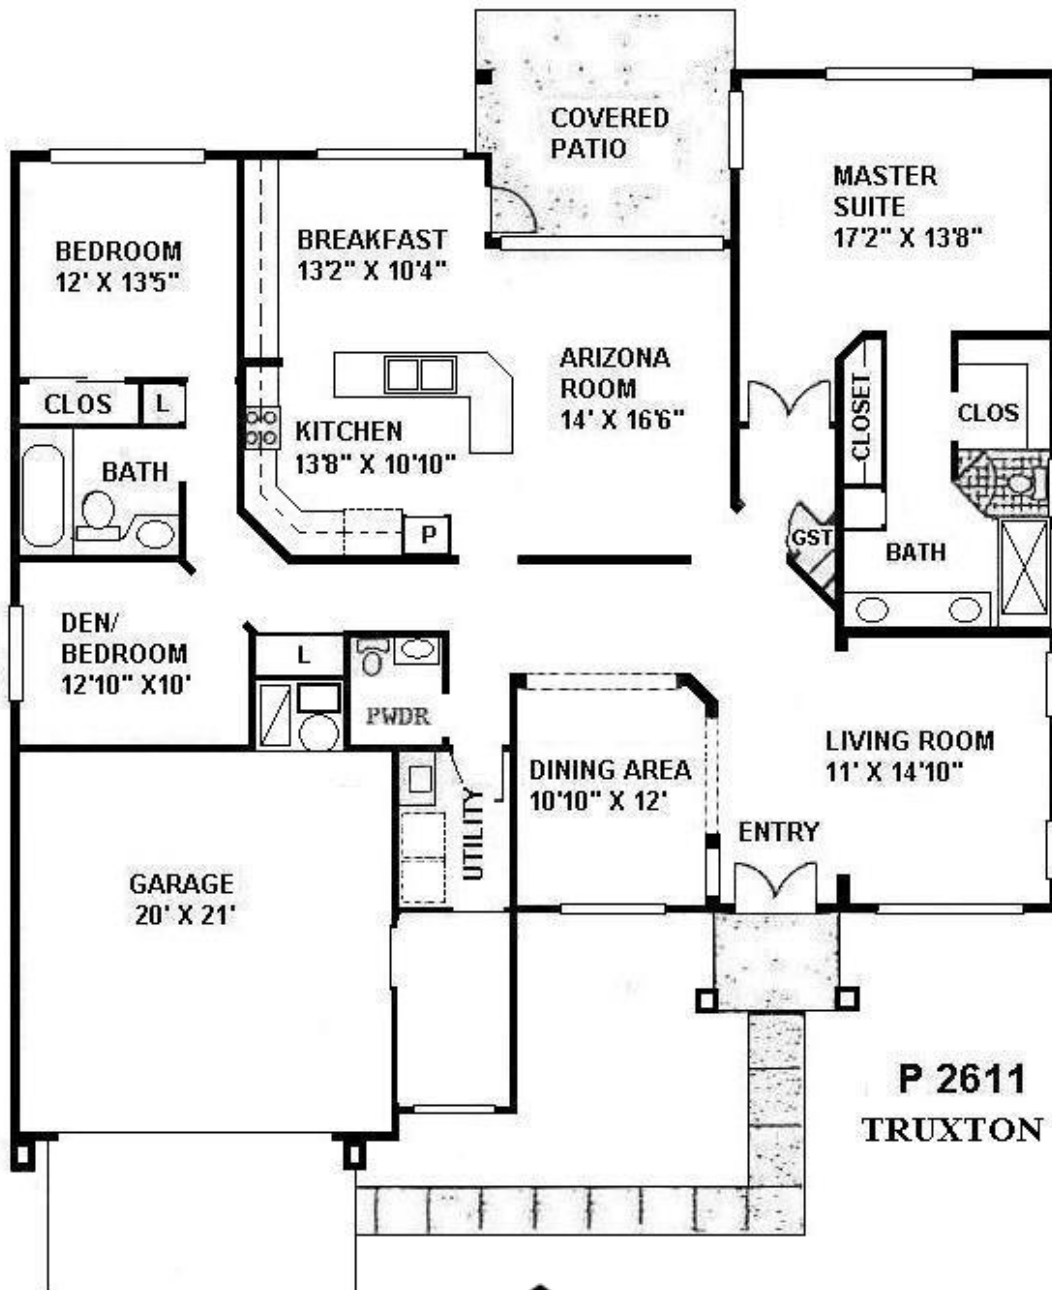 COVERED
PATIO
MASTER
SUITE
17'2" X 13'8"
BEDROOM
12' X 13'5"
BREAKFAST
13'2" X 10'4"
ARIZONA
ROOM
14' X 16'6"
CLOS
L
CLOSET
CLOS
KITCHEN
13'8" X 10'10"
BATH
P
GST
BATH
DEN/
BEDROOM
12'10" X10'
L
PWDR
LIVING ROOM
11' X 14'10"
DINING AREA
10'10" X 12'
UTILITY
ENTRY
GARAGE
20' X 21'
P 2611
TRUXTON